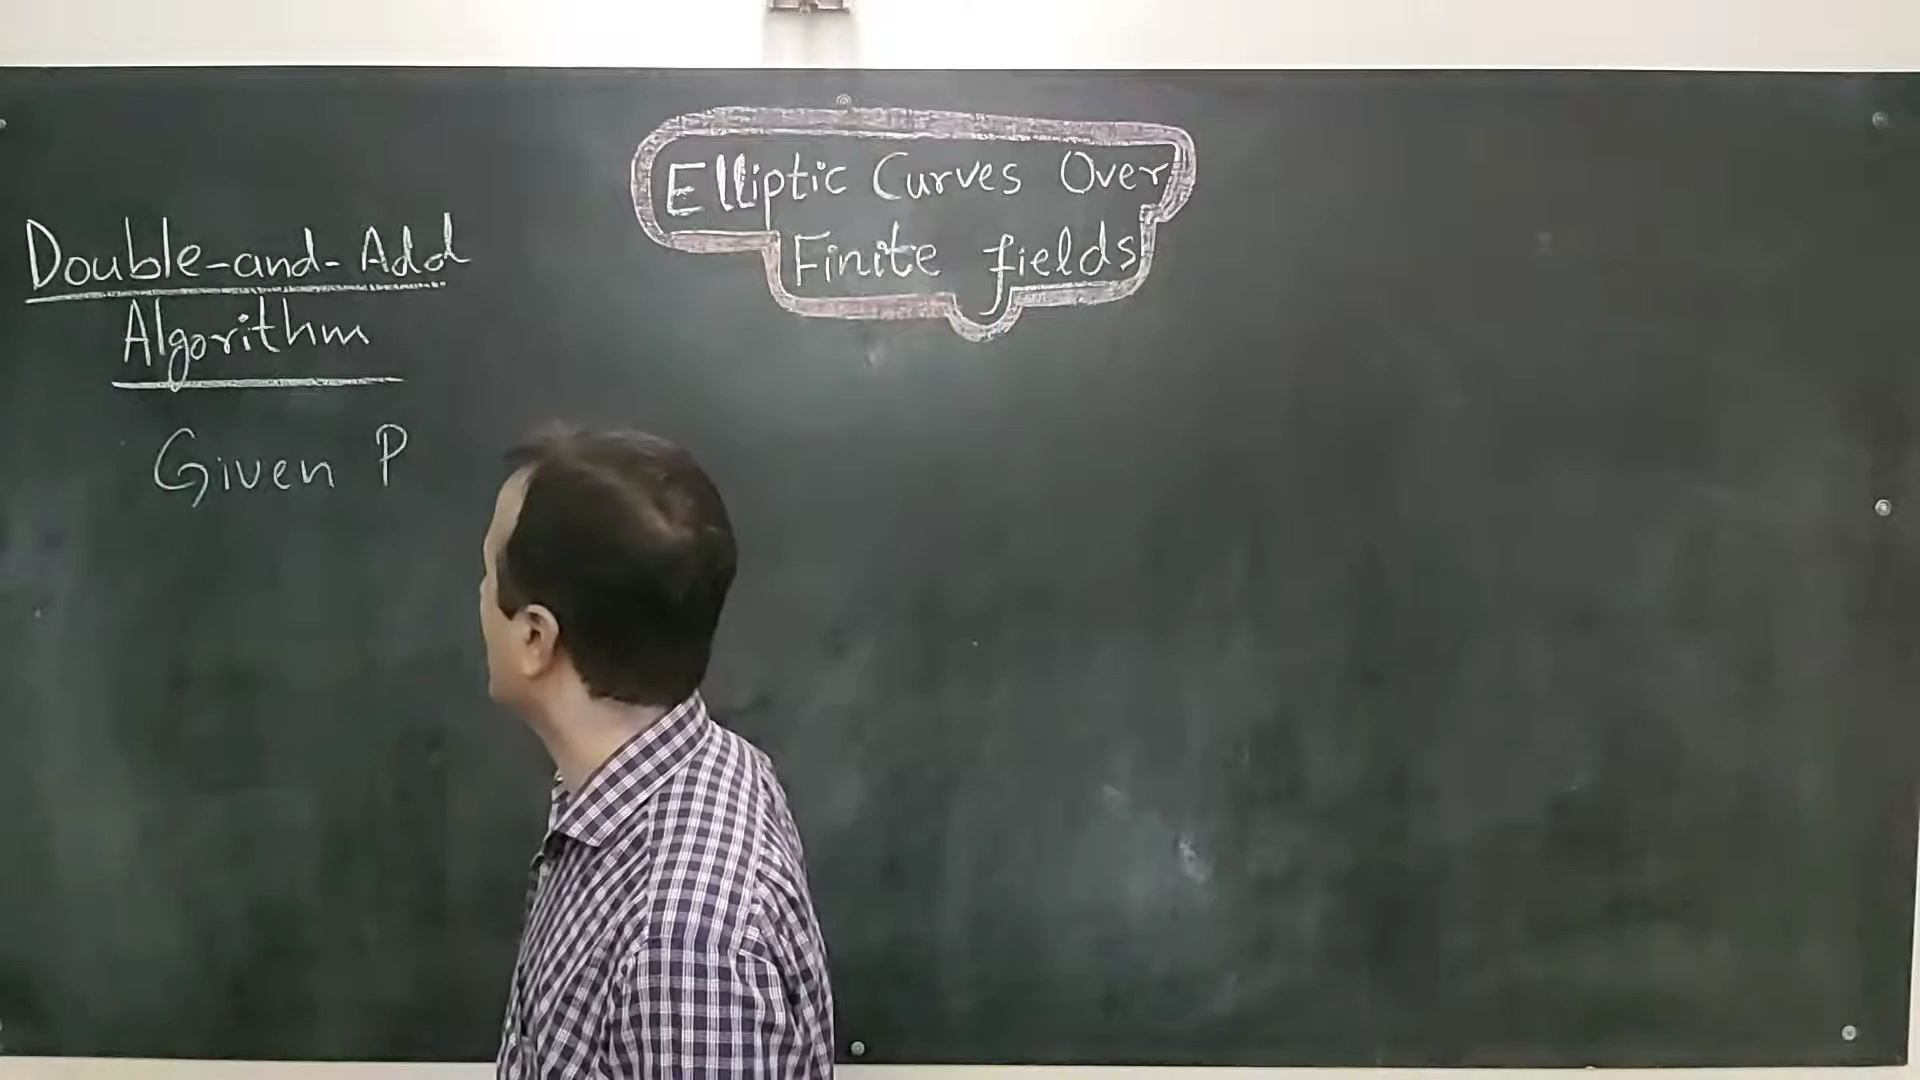 Elliptic Curves Over
Finite fields
Double-and-Add
Algorithm
Given P